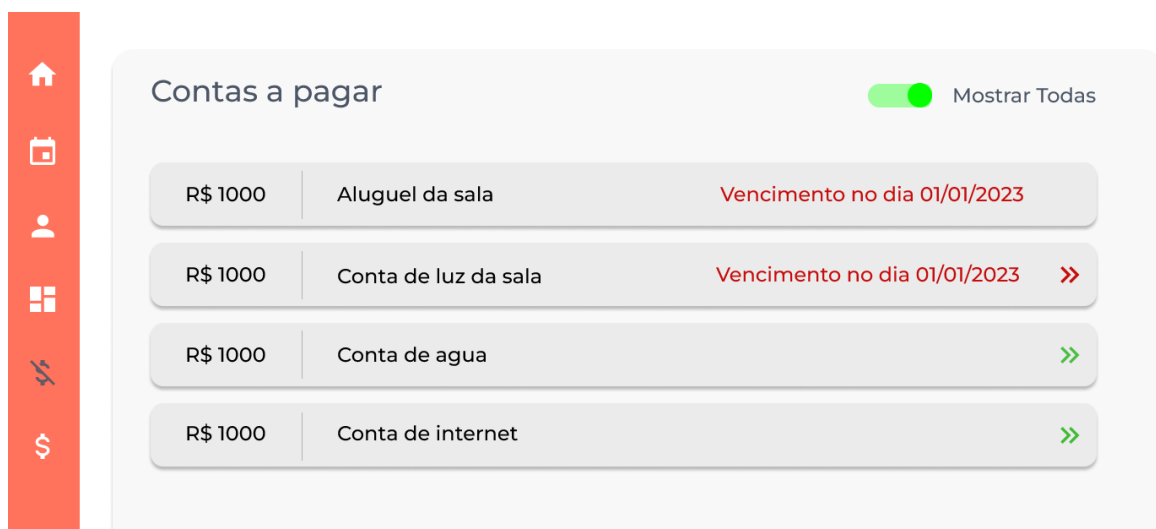 Contas a pagar
Mostrar Todas
R$ 1000 Aluguel da sala Vencimento no dia 01/01/2023
R$ 1000 Conta de luz da sala Vencimento no dia 01/01/2023
R$ 1000 Conta de agua
R$ 1000 Conta de internet